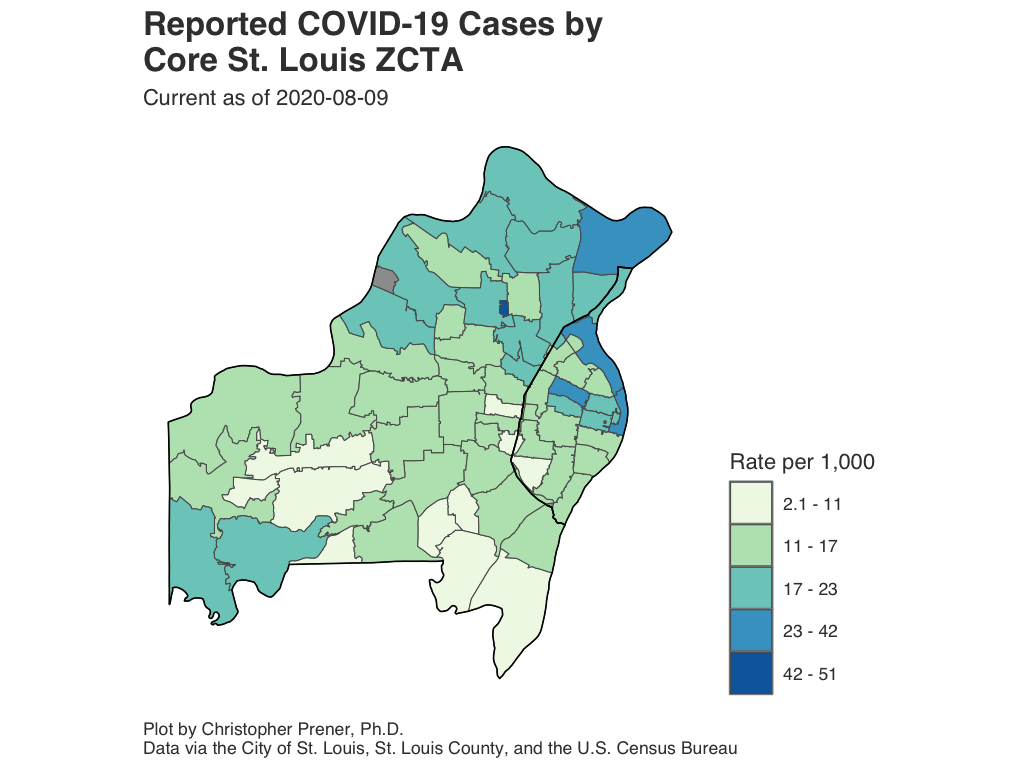 Reported COVID-19 Cases by
Core St. Louis ZCTA
Current as of 2020-08-09
Rate per 1,000
2.1 - 11
11 - 17
17 - 23
23 - 42
42 - 51
Plot by Christopher Prener, Ph.D.
Data via the City of St. Louis, St. Louis County, and the U.S. Census Bureau